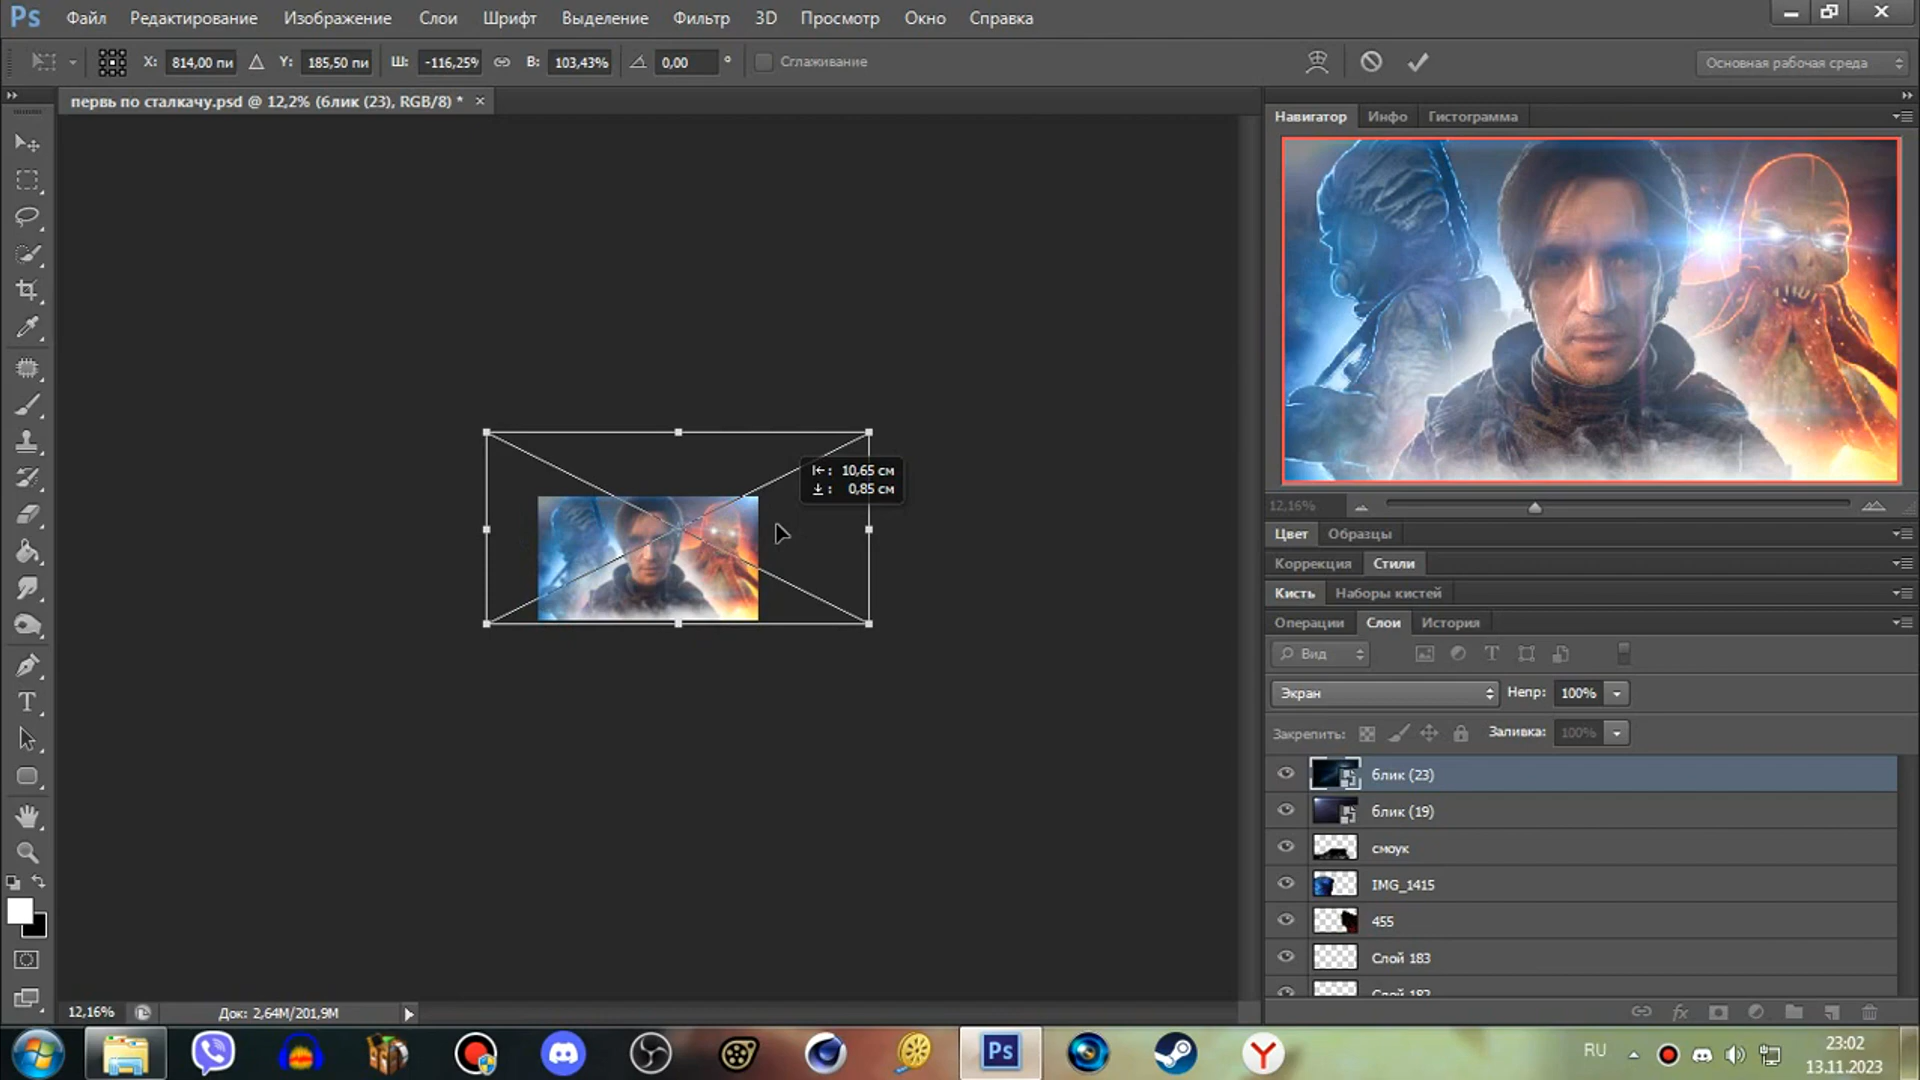 Ps Файл Редактирование Изображение Слои Шрифт Выделение Фильтр 3D Просмотр Окно Справка
X: 814,00 пи Y: 185,50 пи Ш: -116,25% В: 103,43% 0,00 ° Сглаживание Основная рабочая среда
первь по сталкачу.psd @ 12,2% (блик (23), RGB/8) * ×
Навигатор Инфо Гистограмма
10,65 см
0,85 см
12,16%
Цвет Образцы
Коррекция Стили
Кисть Наборы кистей
Операции Слои История
Вид
Экран Непр: 100%
Закрепить: Заливка: 100%
блик (23)
блик (19)
смоук
IMG_1415
455
Слой 183
Слой 182
12,16% Док: 2,64M/201,9M
Ps
RU
23:02
13.11.2023